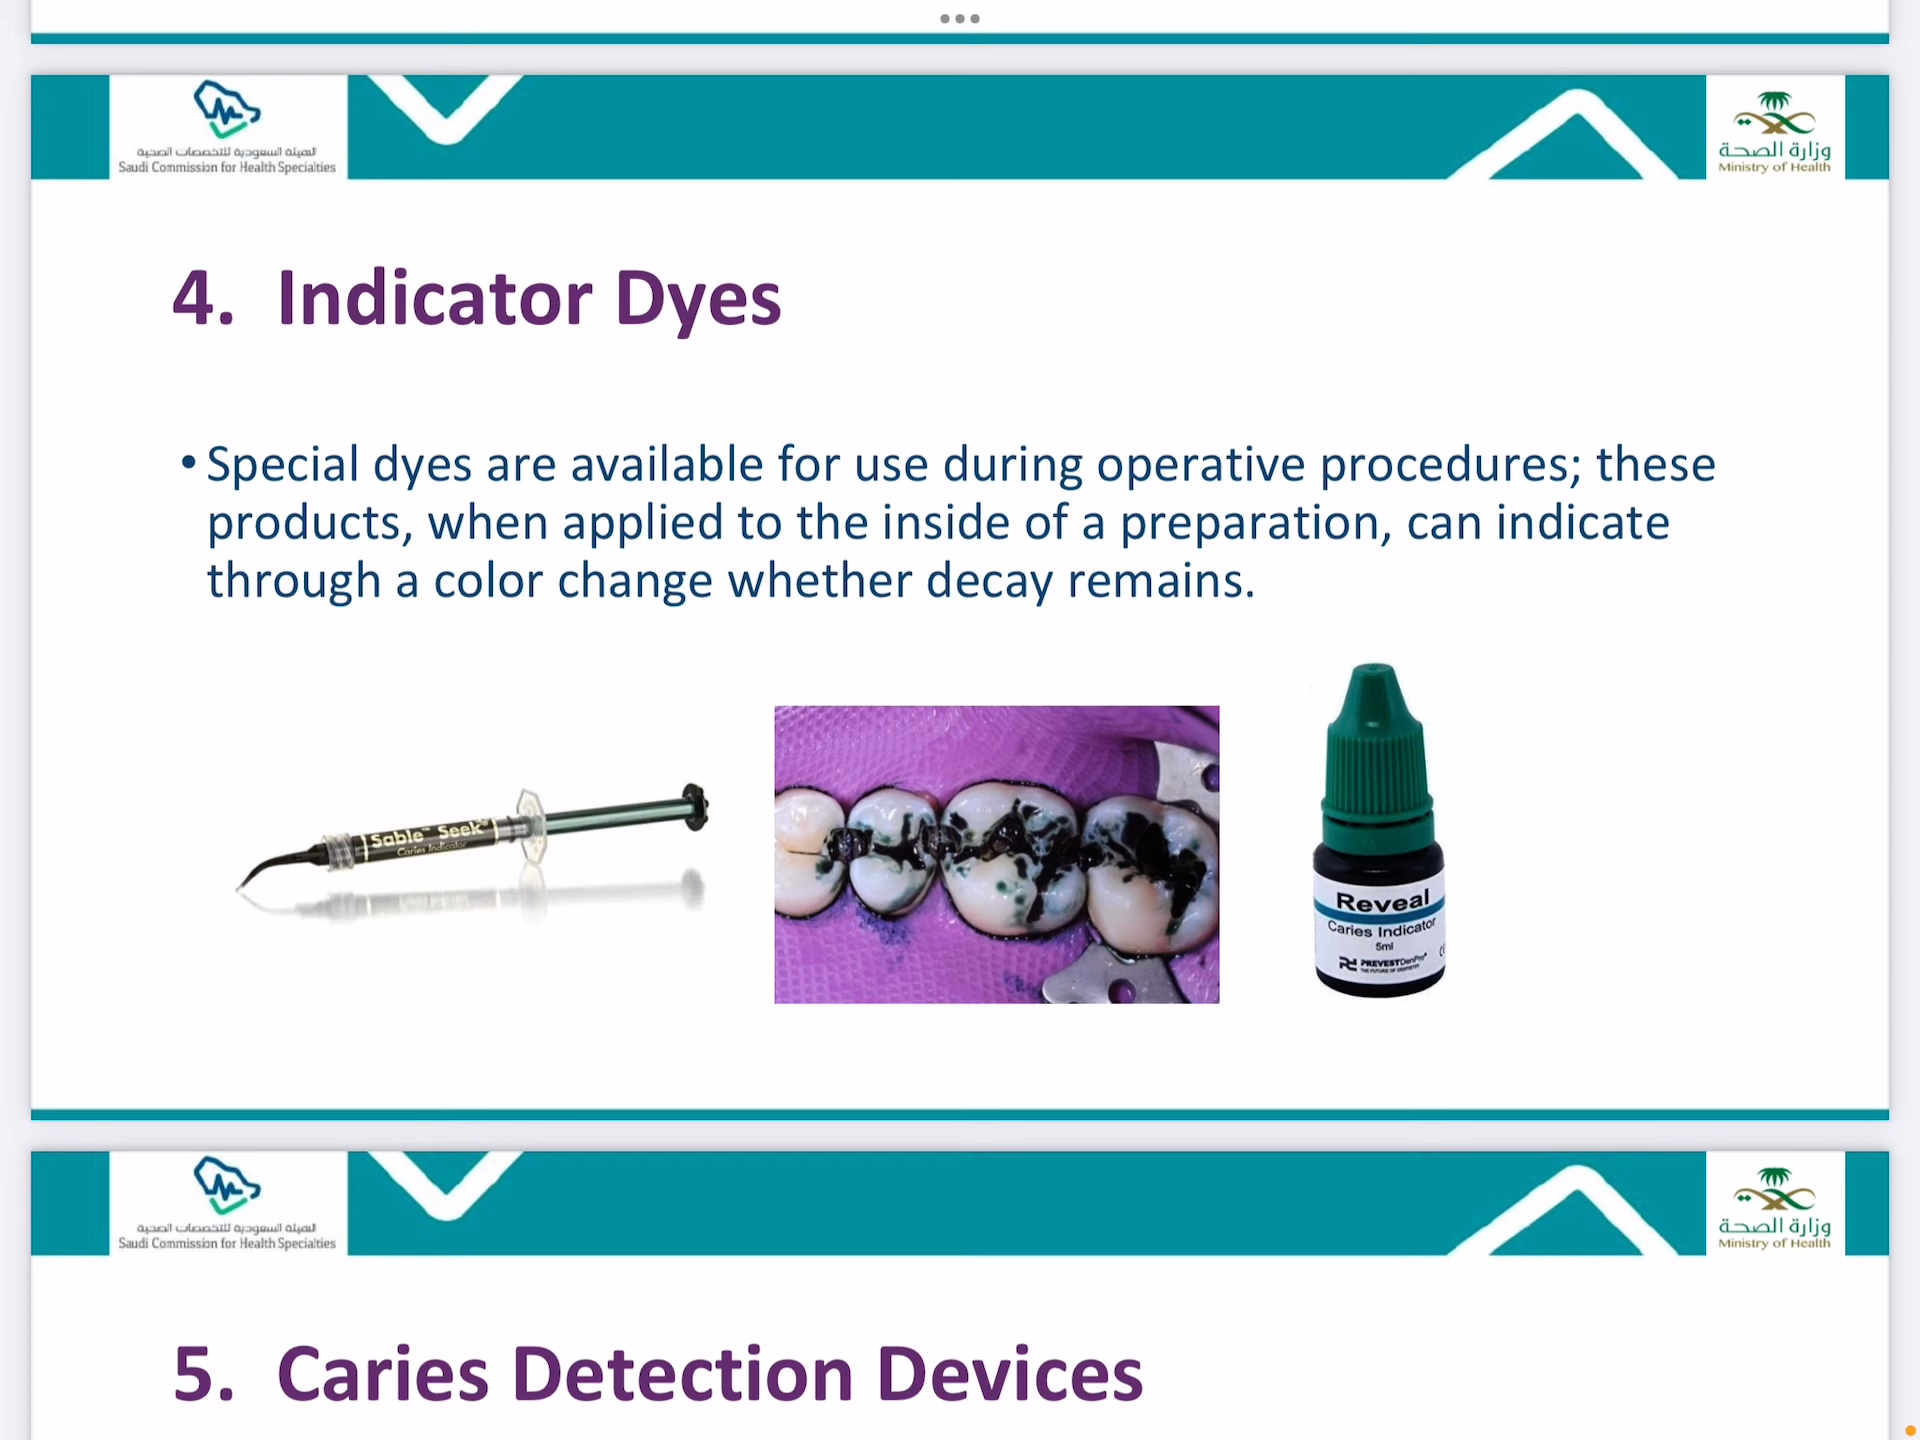 الهيئة السعودية للتخصصات الصحية
Saudi Commission for Health Specialties
وزارة الصحة
Ministry of Health
4. Indicator Dyes
• Special dyes are available for use during operative procedures; these
products, when applied to the inside of a preparation, can indicate
through a color change whether decay remains.
Sable™ Seek®
Caries Indicator
Reveal
Caries Indicator
5ml
PREVESTDenPro®
THE FUTURE OF DENTISTRY
الهيئة السعودية للتخصصات الصحية
Saudi Commission for Health Specialties
وزارة الصحة
Ministry of Health
5. Caries Detection Devices